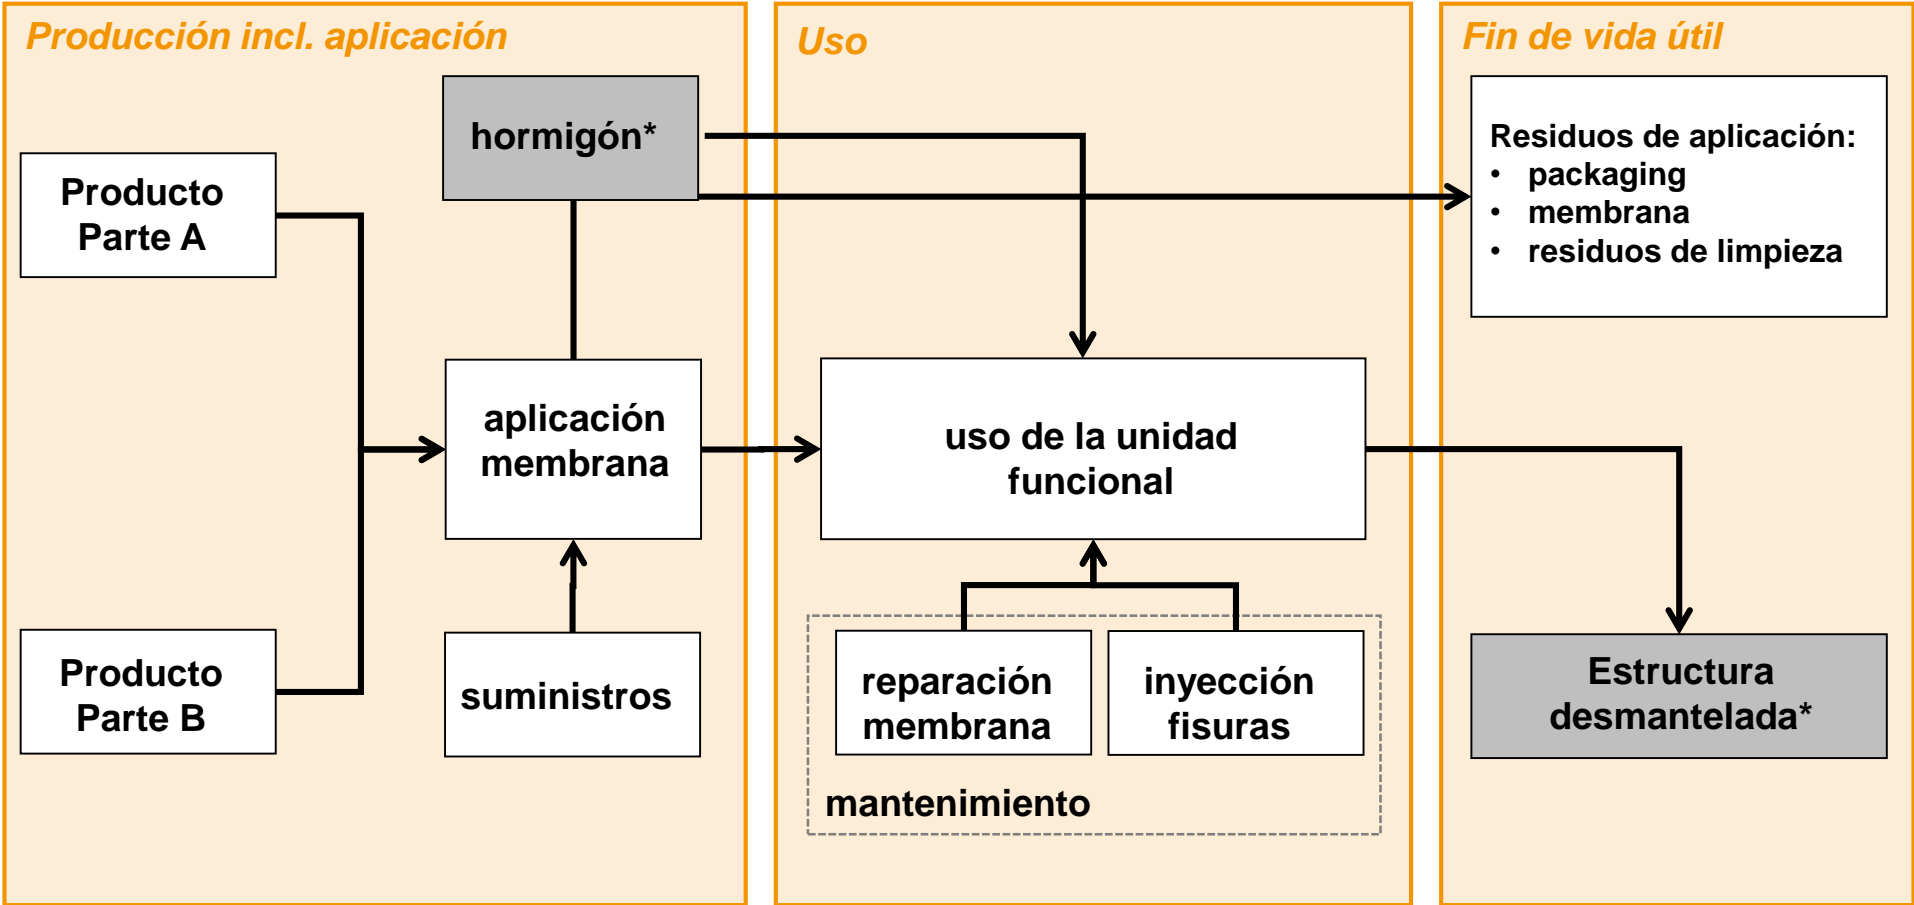 Producción incl. aplicación
hormigón*
Producto
Parte A
aplicación
membrana
Producto
Parte B
suministros
Uso
uso de la unidad
funcional
reparación
membrana
inyección
fisuras
mantenimiento
Fin de vida útil
Residuos de aplicación:
• packaging
• membrana
• residuos de limpieza
Estructura
desmantelada*